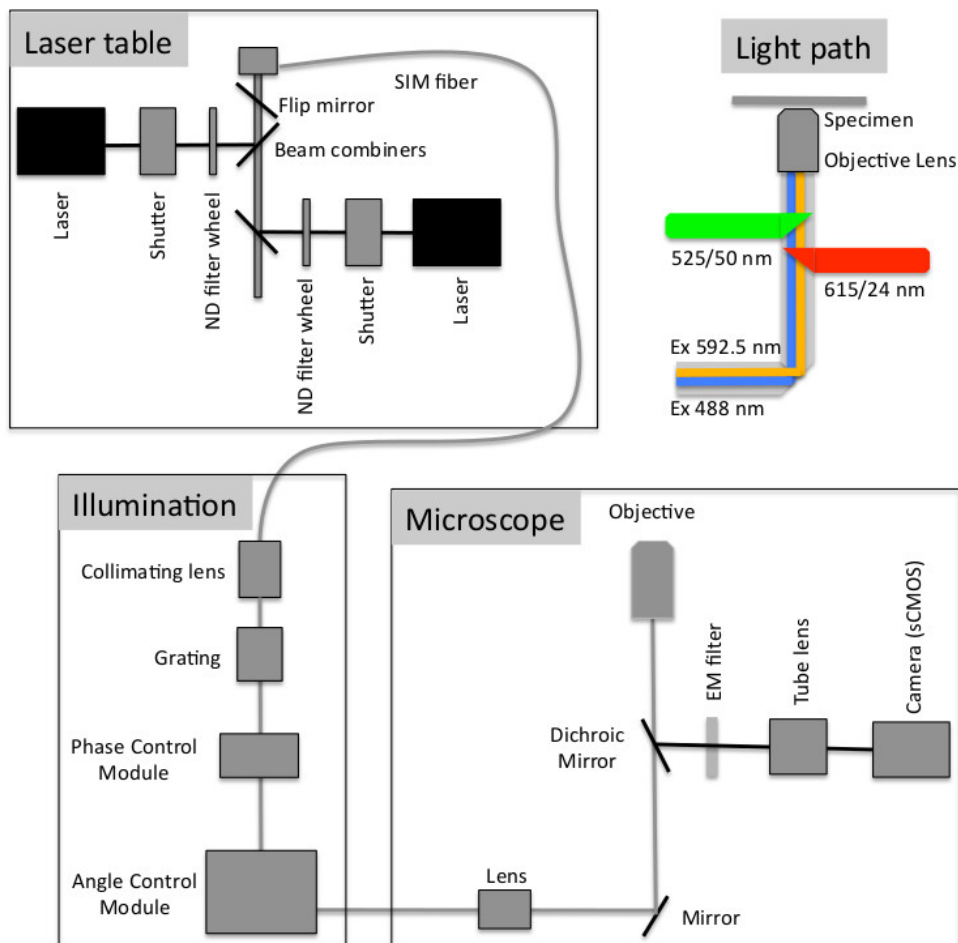 Laser table
SIM fiber
Flip mirror
Beam combiners
Laser
Shutter
ND filter wheel
ND filter wheel
Shutter
Laser
Light path
Specimen
Objective Lens
525/50 nm
615/24 nm
Ex 592.5 nm
Ex 488 nm
Illumination
Collimating lens
Grating
Phase Control
Module
Angle Control
Module
Microscope
Objective
EM filter
Tube lens
Camera (sCMOS)
Dichroic
Mirror
Lens
Mirror